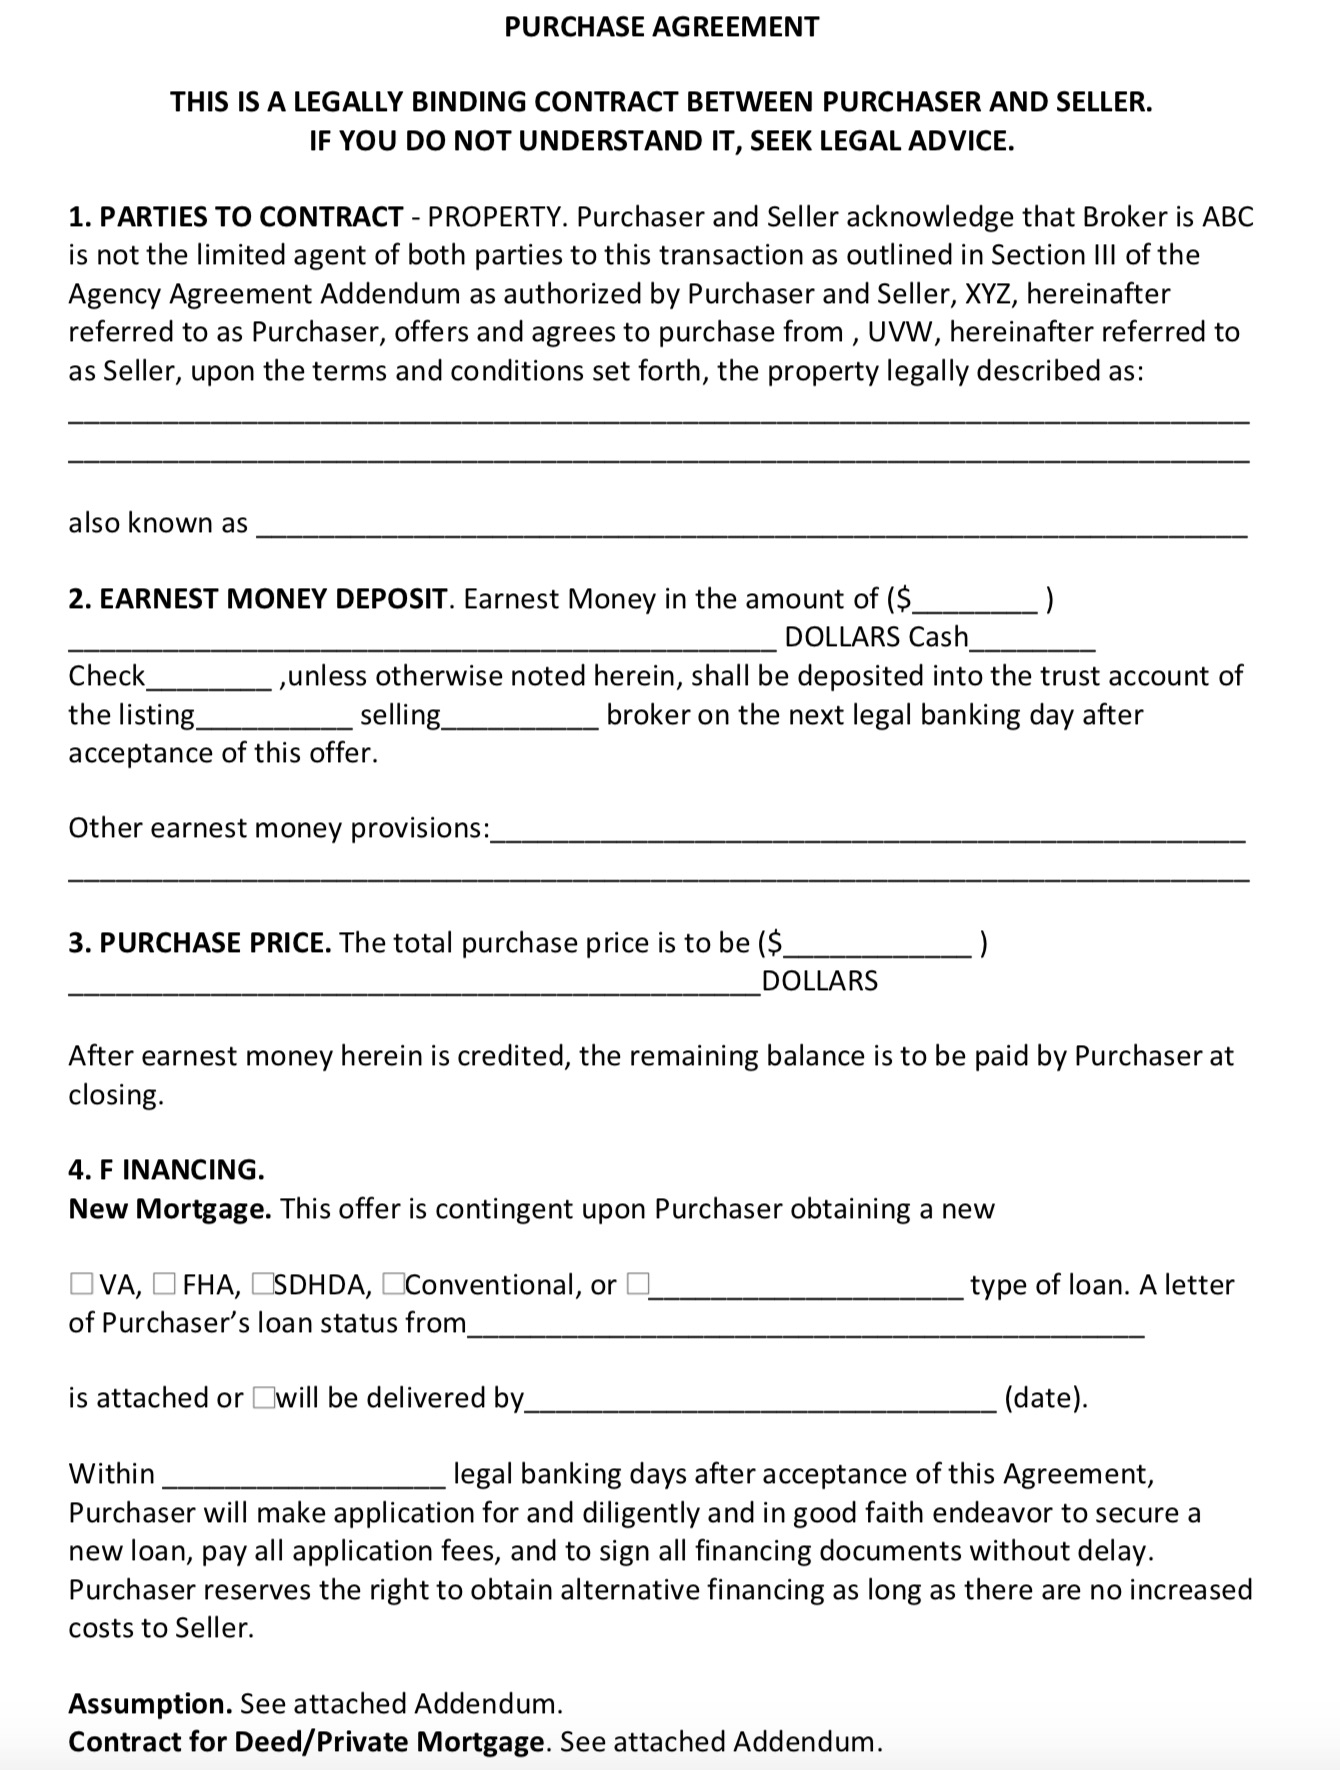 PURCHASE AGREEMENT
THIS IS A LEGALLY BINDING CONTRACT BETWEEN PURCHASER AND SELLER.
IF YOU DO NOT UNDERSTAND IT, SEEK LEGAL ADVICE.
1. PARTIES TO CONTRACT - PROPERTY. Purchaser and Seller acknowledge that Broker is ABC
is not the limited agent of both parties to this transaction as outlined in Section III of the
Agency Agreement Addendum as authorized by Purchaser and Seller, XYZ, hereinafter
referred to as Purchaser, offers and agrees to purchase from , UVW, hereinafter referred to
as Seller, upon the terms and conditions set forth, the property legally described as:
___________________________________________________________________________
___________________________________________________________________________
also known as _______________________________________________________________
2. EARNEST MONEY DEPOSIT. Earnest Money in the amount of ($________ )
_____________________________________________ DOLLARS Cash________
Check________ ,unless otherwise noted herein, shall be deposited into the trust account of
the listing__________ selling__________ broker on the next legal banking day after
acceptance of this offer.
Other earnest money provisions:________________________________________________
___________________________________________________________________________
3. PURCHASE PRICE. The total purchase price is to be ($____________ )
____________________________________________DOLLARS
After earnest money herein is credited, the remaining balance is to be paid by Purchaser at
closing.
4. F INANCING.
New Mortgage. This offer is contingent upon Purchaser obtaining a new
☐ VA, ☐ FHA, ☐SDHDA, ☐Conventional, or ☐____________________ type of loan. A letter
of Purchaser’s loan status from___________________________________________
is attached or ☐will be delivered by______________________________ (date).
Within __________________ legal banking days after acceptance of this Agreement,
Purchaser will make application for and diligently and in good faith endeavor to secure a
new loan, pay all application fees, and to sign all financing documents without delay.
Purchaser reserves the right to obtain alternative financing as long as there are no increased
costs to Seller.
Assumption. See attached Addendum.
Contract for Deed/Private Mortgage. See attached Addendum.